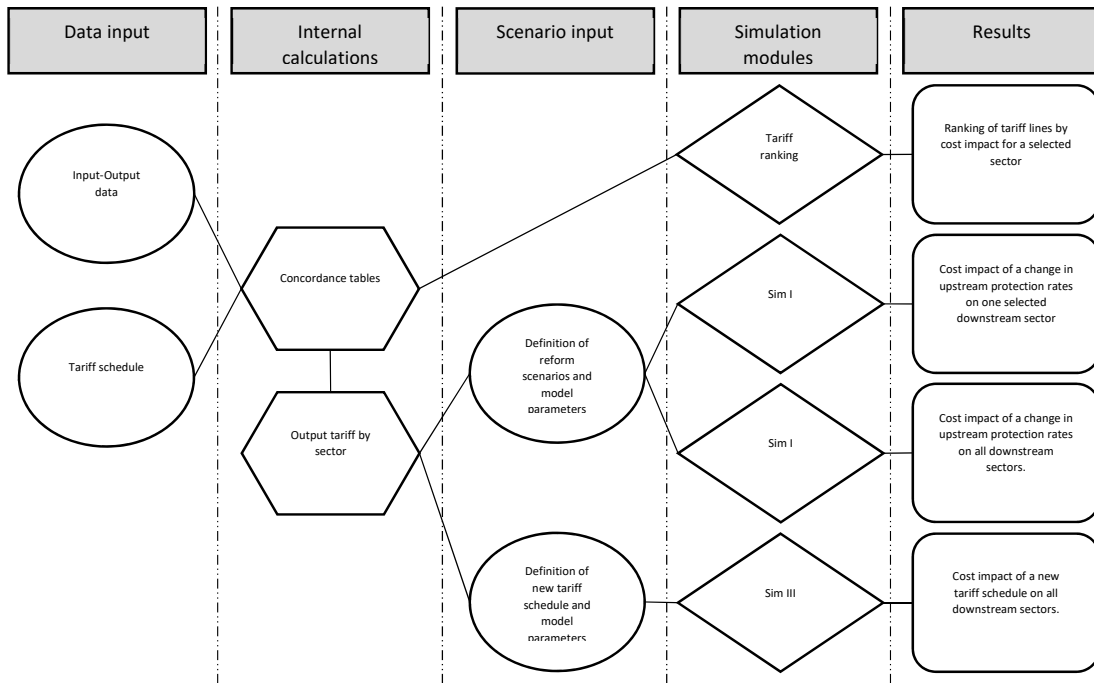 Data input
Internal
calculations
Scenario input
Simulation
modules
Results
Input-Output
data
Tariff schedule
Concordance tables
Output tariff by
sector
Definition of
reform
scenarios and
model
parameters
Definition of
new tariff
schedule and
model
parameters
Tariff
ranking
Sim I
Sim I
Sim III
Ranking of tariff lines by
cost impact for a selected
sector
Cost impact of a change in
upstream protection rates
on one selected
downstream sector
Cost impact of a change in
upstream protection rates
on all downstream
sectors.
Cost impact of a new
tariff schedule on all
downstream sectors.